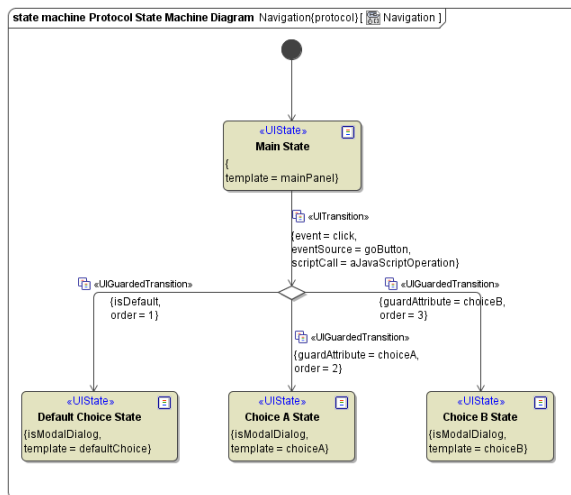 state machine Protocol State Machine Diagram Navigation{protocol}[ Navigation ]
«UIState»
Main State
{
template = mainPanel}
«UITransition»
{event = click,
eventSource = goButton,
scriptCall = aJavaScriptOperation}
«UIGuardedTransition»
{isDefault,
order = 1}
«UIGuardedTransition»
{guardAttribute = choiceB,
order = 3}
«UIGuardedTransition»
{guardAttribute = choiceA,
order = 2}
«UIState»
Default Choice State
{isModalDialog,
template = defaultChoice}
«UIState»
Choice A State
{isModalDialog,
template = choiceA}
«UIState»
Choice B State
{isModalDialog,
template = choiceB}